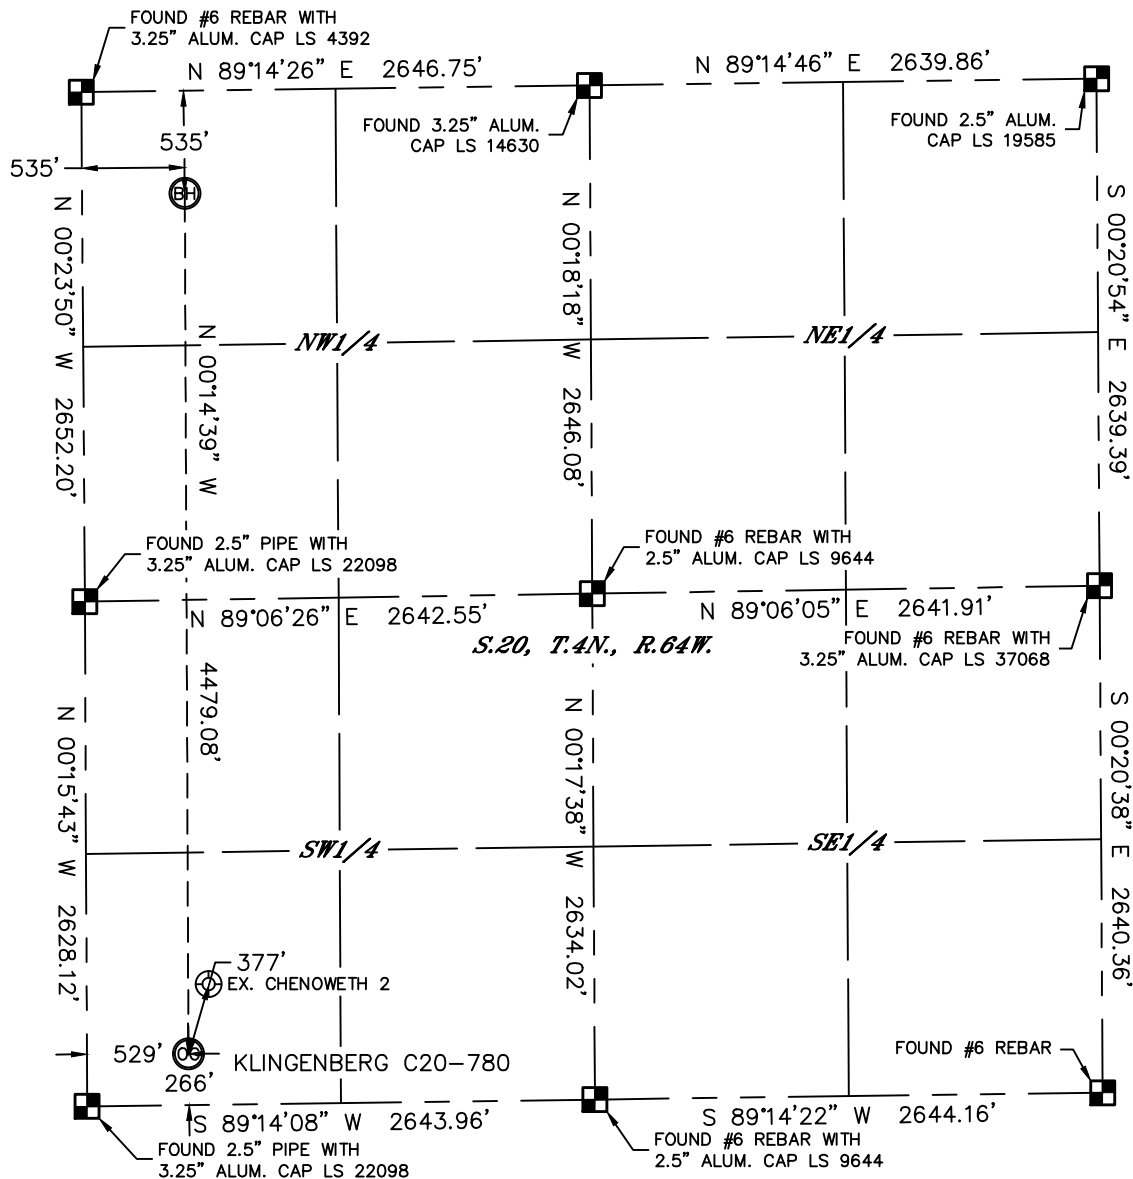 FOUND #6 REBAR WITH
3.25" ALUM. CAP LS 4392
N 89°14'26" E 2646.75'
N 89°14'46" E 2639.86'
FOUND 3.25" ALUM.
CAP LS 14630
FOUND 2.5" ALUM.
CAP LS 19585
535'
535'
BH
N 00°23'50" W 2652.20'
N 00°14'39" W 4479.08'
N 00°18'18" W 2646.08'
S 00°20'54" E 2639.39'
NW1/4
NE1/4
FOUND 2.5" PIPE WITH
3.25" ALUM. CAP LS 22098
FOUND #6 REBAR WITH
2.5" ALUM. CAP LS 9644
N 89°06'26" E 2642.55'
N 89°06'05" E 2641.91'
S.20, T.4N., R.64W.
FOUND #6 REBAR WITH
3.25" ALUM. CAP LS 37068
N 00°15'43" W 2628.12'
N 00°17'38" W 2634.02'
S 00°20'38" E 2640.36'
SW1/4
SE1/4
377'
EX. CHENOWETH 2
529'
KLINGENBERG C20-780
266'
FOUND #6 REBAR
S 89°14'08" W 2643.96'
S 89°14'22" W 2644.16'
FOUND 2.5" PIPE WITH
3.25" ALUM. CAP LS 22098
FOUND #6 REBAR WITH
2.5" ALUM. CAP LS 9644